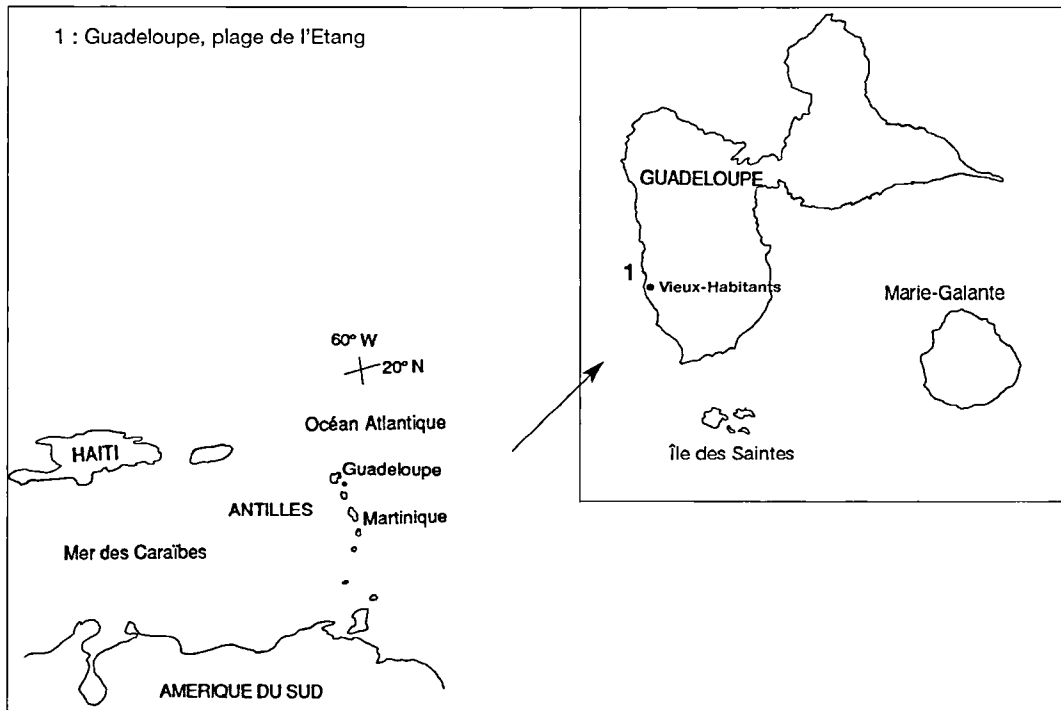 1 : Guadeloupe, plage de l'Etang
GUADELOUPE
1
Vieux-Habitants
Marie-Galante
Île des Saintes
60° W
20° N
Océan Atlantique
HAITI
Guadeloupe
ANTILLES
Martinique
Mer des Caraïbes
AMÉRIQUE DU SUD